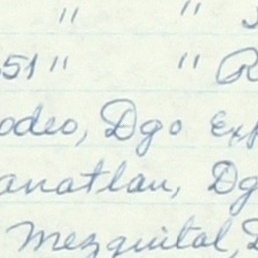 " "
51 " " R
odeo, Dgo Exp
anatlan, Dg
Mezquital, D